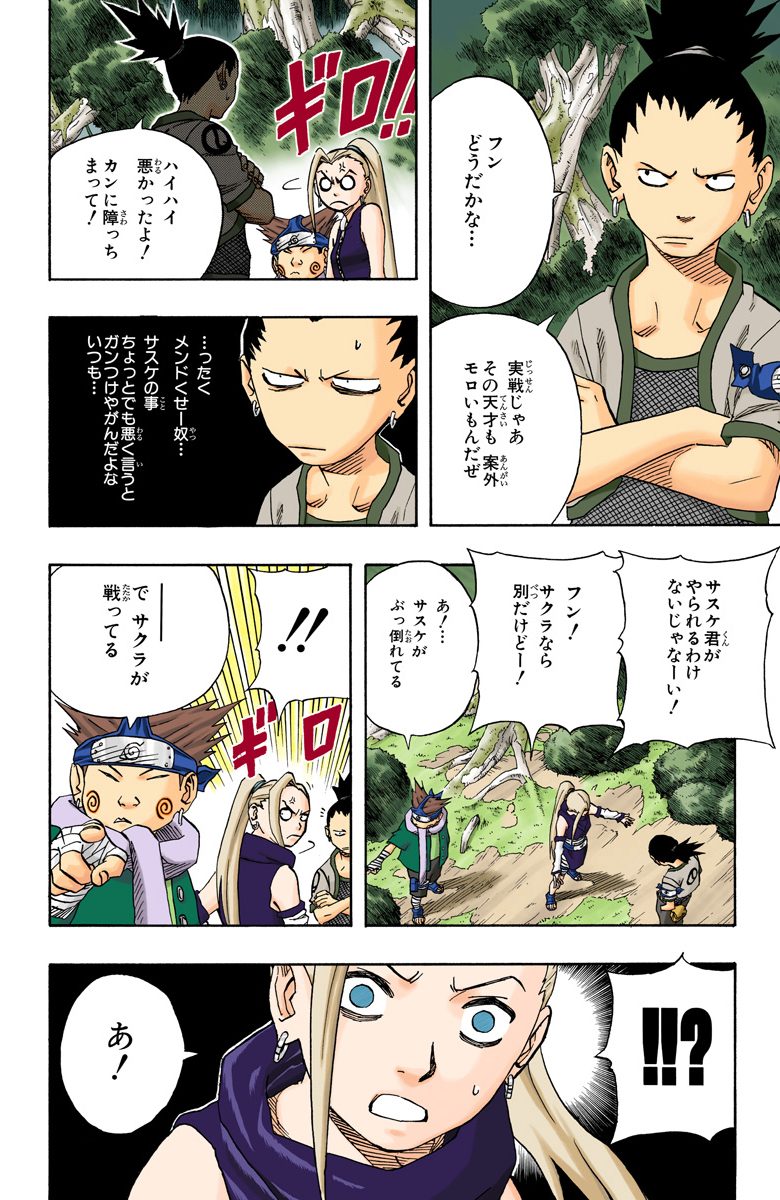 フン
どうだかな…
実戦じゃあ
その天才も 案外
モロいもんだぜ
ギロ!!
ハイハイ
悪かったよ!
カンに障っち
まって!
…ったく
メンドくせー奴…
サスケの事
ちょっとでも悪く言うと
ガンつけやがんだよな
いつも…
サスケ君が
やられるわけ
ないじゃなーい!
フン!
サクラなら
別だけどー!
あ!…
サスケが
ぶっ倒れてる
!!
ギロ
で サクラが
戦ってる
!!?
あ!